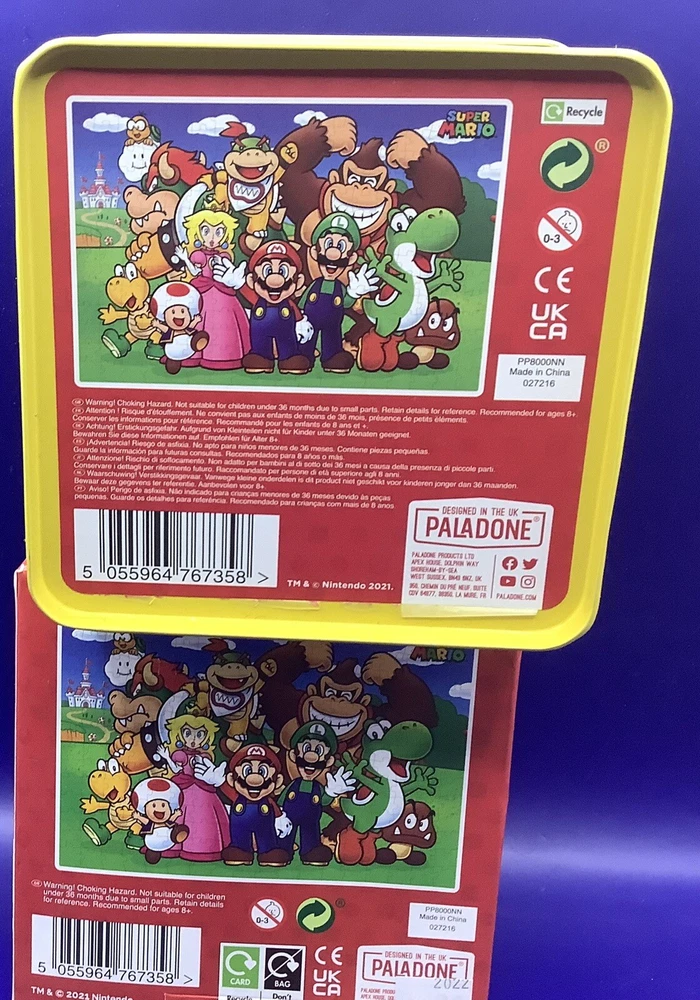 SUPER
MARIO
Recycle
®
0-3
CE
UK
CA
PP8000NN
Made in China
027216
Warning! Choking Hazard. Not suitable for children under 36 months due to small parts. Retain details for reference. Recommended for ages 8+.
Attention ! Risque d'étouffement. Ne convient pas aux enfants de moins de 36 mois, présence de petits éléments.
Conserver les informations pour référence. Recommandé pour les enfants de 8 ans et +.
Achtung! Erstickungsgefahr. Aufgrund von Kleinteilen nicht für Kinder unter 36 Monaten geeignet.
Bewahren Sie diese Informationen auf. Empfohlen für Alter 8+.
¡Advertencia! Riesgo de asfixia. No apto para niños menores de 36 meses. Contiene piezas pequeñas.
Guarde la información para futuras consultas. Recomendados para 8 años o más.
Attenzione! Rischio di soffocamento. Non adatto per bambini al di sotto dei 36 mesi a causa della presenza di piccole parti.
Conservare i dettagli per riferimento futuro. Raccomandato per persone di età superiore agli 8 anni.
Waarschuwing! Verstikkingsgevaar. Vanwege kleine onderdelen is dit product niet geschikt voor kinderen jonger dan 36 maanden.
Bewaar deze gegevens ter referentie. Aanbevolen voor 8+.
Aviso! Perigo de asfixia. Não indicado para crianças menores de 36 meses devido às peças
pequenas. Guarde os detalhes para referência. Recomendado para crianças com mais de 8 anos
5 055964 767358 >
TM & © Nintendo 2021.
DESIGNED IN THE UK
PALADONE®
PALADONE PRODUCTS LTD
APEX HOUSE, DOLPHIN WAY
SHOREHAM-BY-SEA
WEST SUSSEX, BN43 6NZ, UK
PALADONE.COM
MARIO
Warning! Choking Hazard. Not suitable for children
under 36 months due to small parts. Retain details
for reference. Recommended for ages 8+.
0-3
®
PP8000NN
Made in China
027216
5 055964 767358 >
CARD
BAG
Recycle
Don't
CE
UK
CA
DESIGNED IN THE UK
PALADONE
2022
TM & © 2021 Nintendo